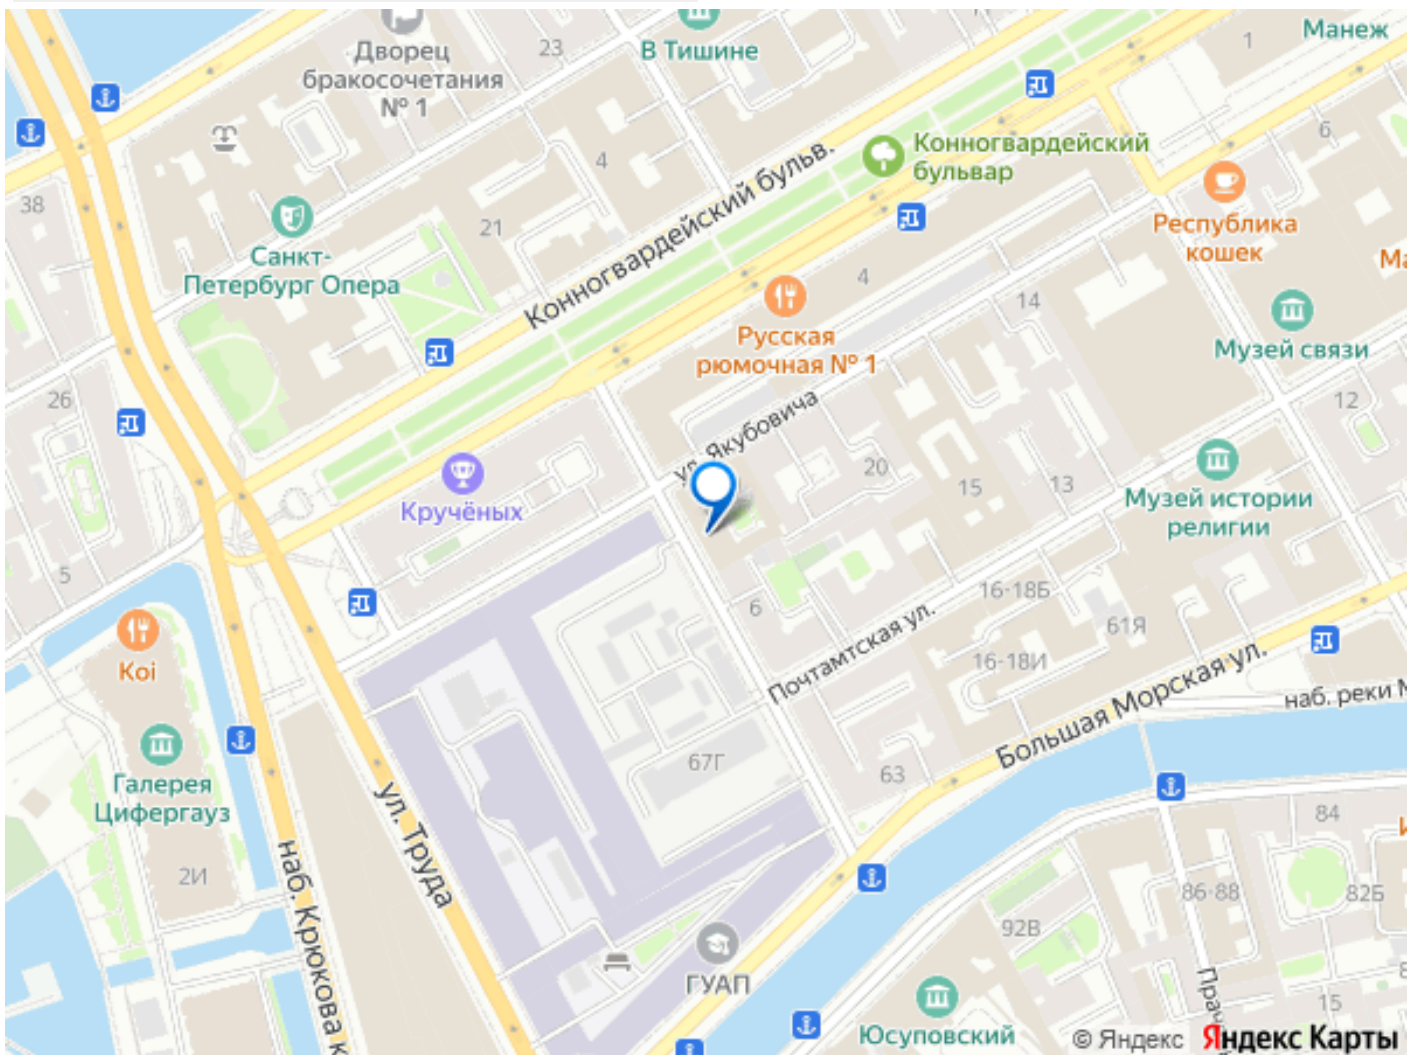 Дворец
бракосочетания
№ 1
23
В Тишине
1
Манеж
38
4
Конногвардейский
бульвар
6
21
Санкт-
Петербург Опера
Конногвардейский бульв.
Республика
кошек
4
14
Русская
рюмочная № 1
Музей связи
26
12
ул. Якубовича
20
15
13
Кручёных
Музей истории
религии
5
6
16-18Б
61Я
16-18И
Почтамтская ул.
Koi
Большая Морская ул.
наб. реки М
67Г
63
Галерея
Цифергауз
ул. Труда
84
2И
наб. Крюкова к
86-88
82Б
92В
ГУАП
Прач
15
Юсуповский
© Яндекс
Яндекс Карты